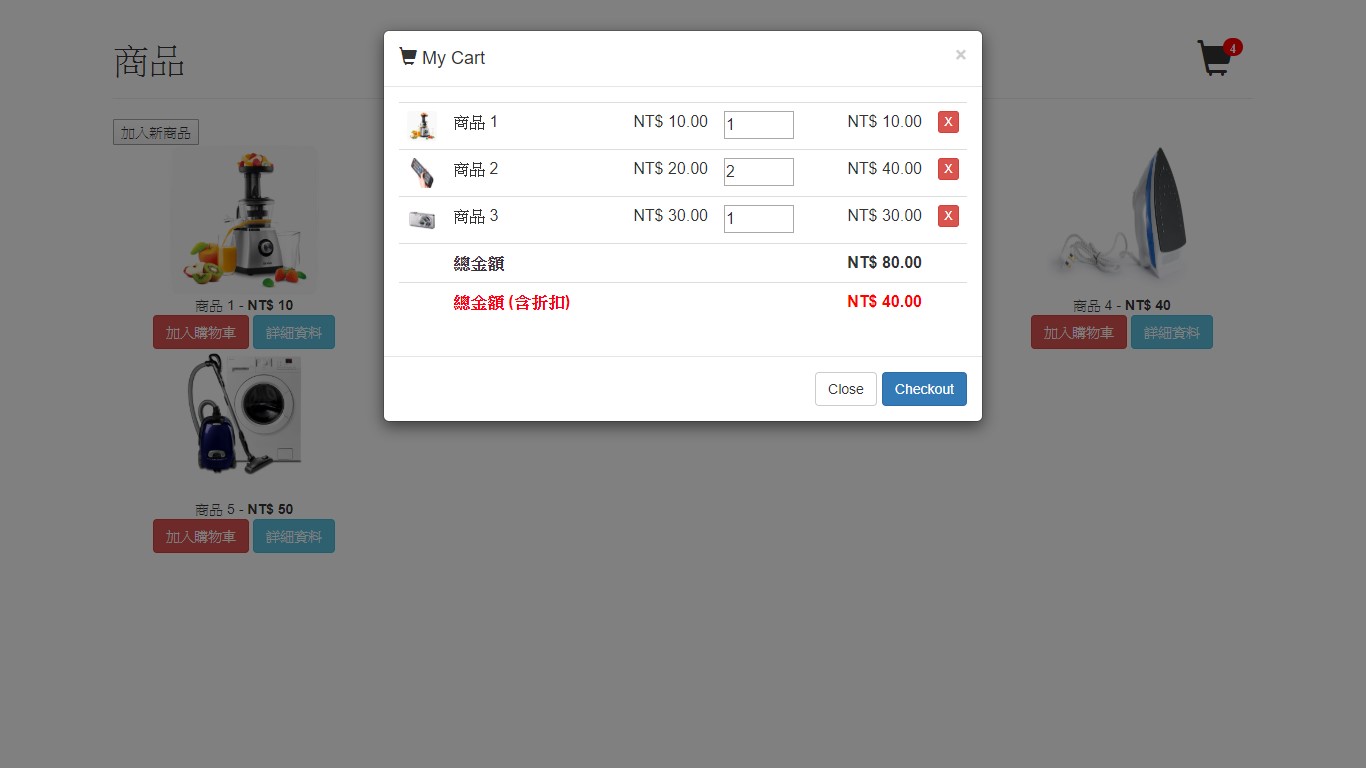 商品
4
加入新商品
My Cart ×
商品 1 NT$ 10.00 1 NT$ 10.00 X
商品 2 NT$ 20.00 2 NT$ 40.00 X
商品 3 NT$ 30.00 1 NT$ 30.00 X
總金額 NT$ 80.00
總金額 (含折扣) NT$ 40.00
Close Checkout
商品 1 - NT$ 10
加入購物車 詳細資料
商品 4 - NT$ 40
加入購物車 詳細資料
商品 5 - NT$ 50
加入購物車 詳細資料